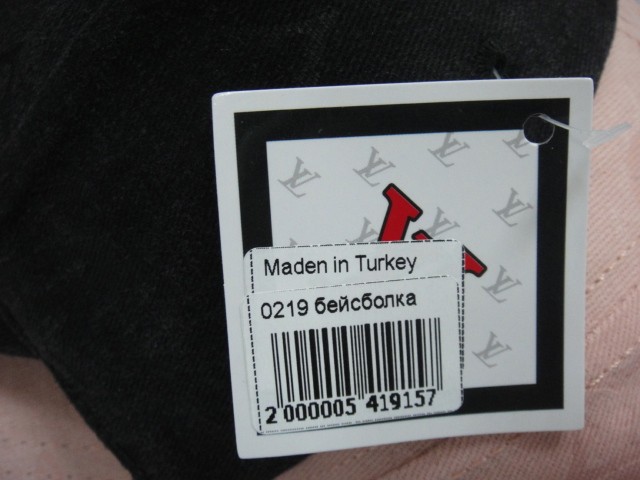 Maden in Turkey
0219 бейсболка
2 000005 419157